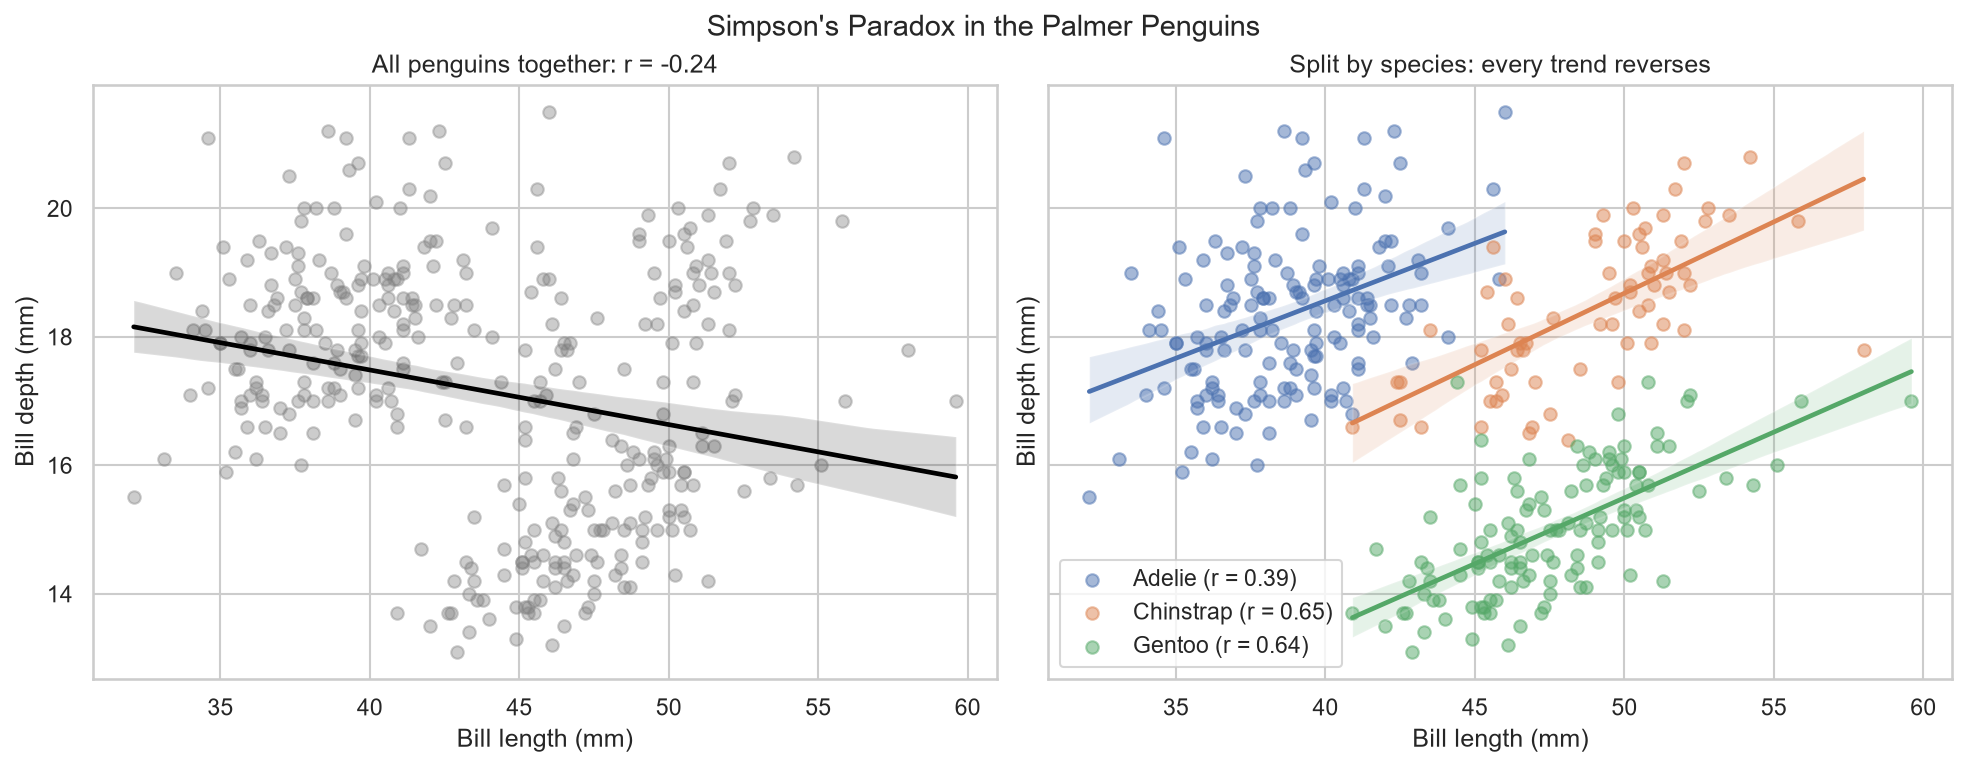 Simpson's Paradox in the Palmer Penguins
All penguins together: r = -0.24
20
18
16
14
Bill depth (mm)
35 40 45 50 55 60
Bill length (mm)
Split by species: every trend reverses
Bill depth (mm)
Adelie (r = 0.39)
Chinstrap (r = 0.65)
Gentoo (r = 0.64)
35 40 45 50 55 60
Bill length (mm)